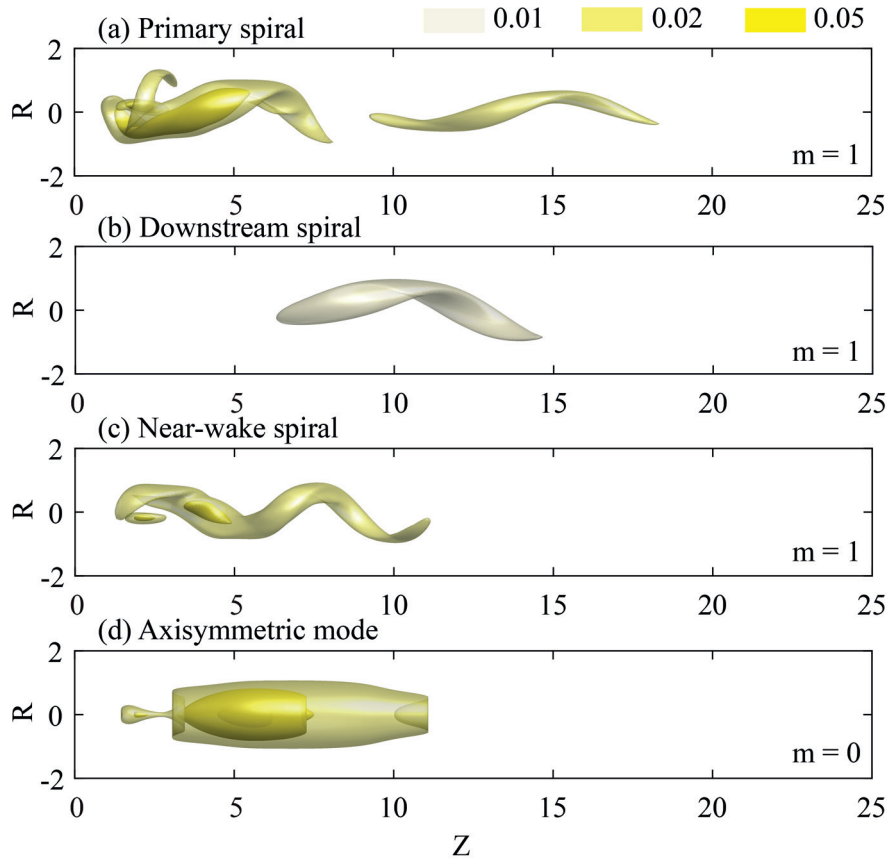 (a) Primary spiral 0.01 0.02 0.05
2
R 0
-2
m = 1
0 5 10 15 20 25
(b) Downstream spiral
2
R 0
-2
m = 1
0 5 10 15 20 25
(c) Near-wake spiral
2
R 0
-2
m = 1
0 5 10 15 20 25
(d) Axisymmetric mode
2
R 0
-2
m = 0
0 5 10 15 20 25
Z